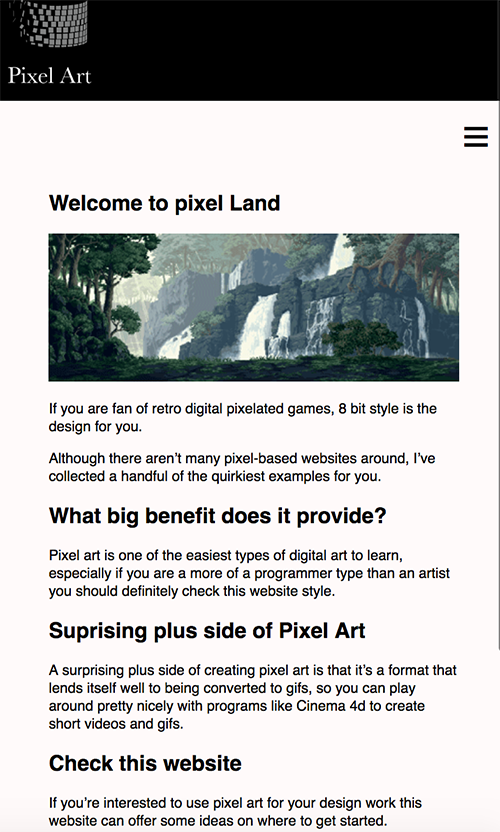 Pixel Art
Welcome to pixel Land
If you are fan of retro digital pixelated games, 8 bit style is the
design for you.
Although there aren’t many pixel-based websites around, I’ve
collected a handful of the quirkiest examples for you.
What big benefit does it provide?
Pixel art is one of the easiest types of digital art to learn,
especially if you are a more of a programmer type than an artist
you should definitely check this website style.
Suprising plus side of Pixel Art
A surprising plus side of creating pixel art is that it’s a format that
lends itself well to being converted to gifs, so you can play
around pretty nicely with programs like Cinema 4d to create
short videos and gifs.
Check this website
If you’re interested to use pixel art for your design work this
website can offer some ideas on where to get started.